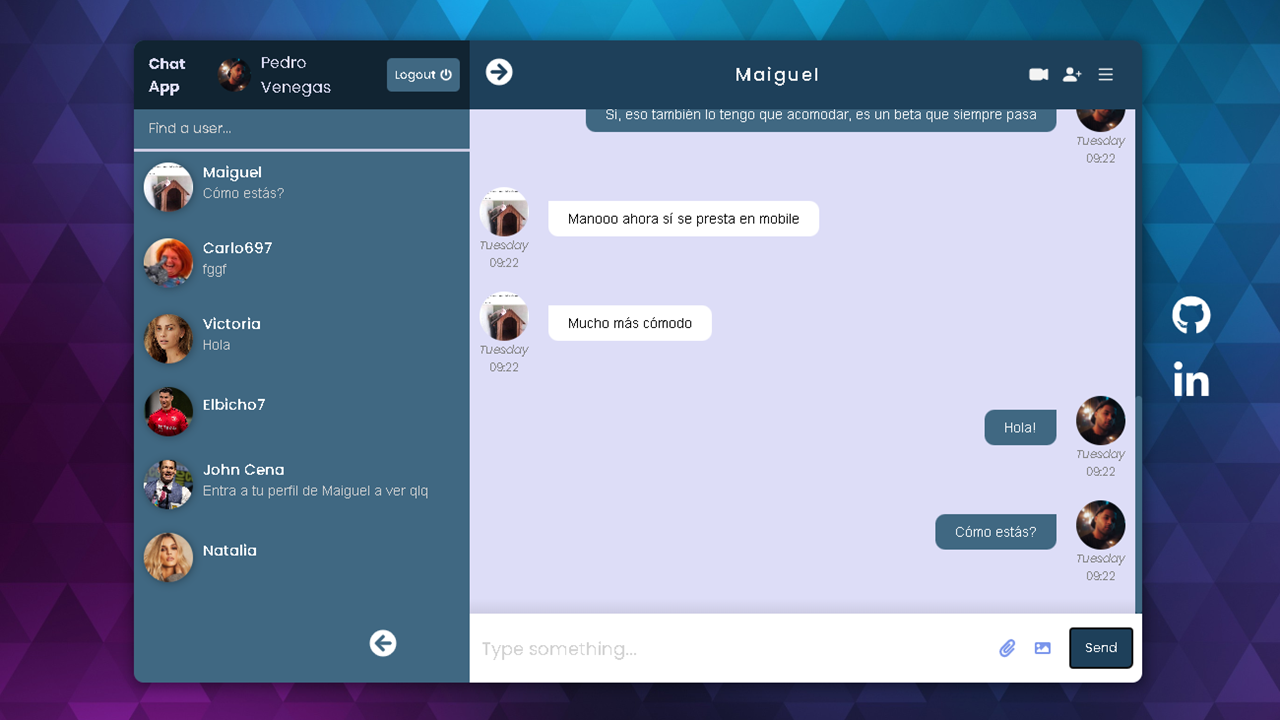 Chat
App
Pedro
Venegas
Logout
Find a user...
Maiguel
Cómo estás?
Carlo697
fggf
Victoria
Hola
Elbicho7
John Cena
Entra a tu perfil de Maiguel a ver qlq
Natalia
Maiguel
Sí, eso también lo tengo que acomodar, es un beta que siempre pasa
Tuesday
09:22
Manooo ahora sí se presta en mobile
Tuesday
09:22
Mucho más cómodo
Tuesday
09:22
Hola!
Tuesday
09:22
Cómo estás?
Tuesday
09:22
Type something...
Send
in